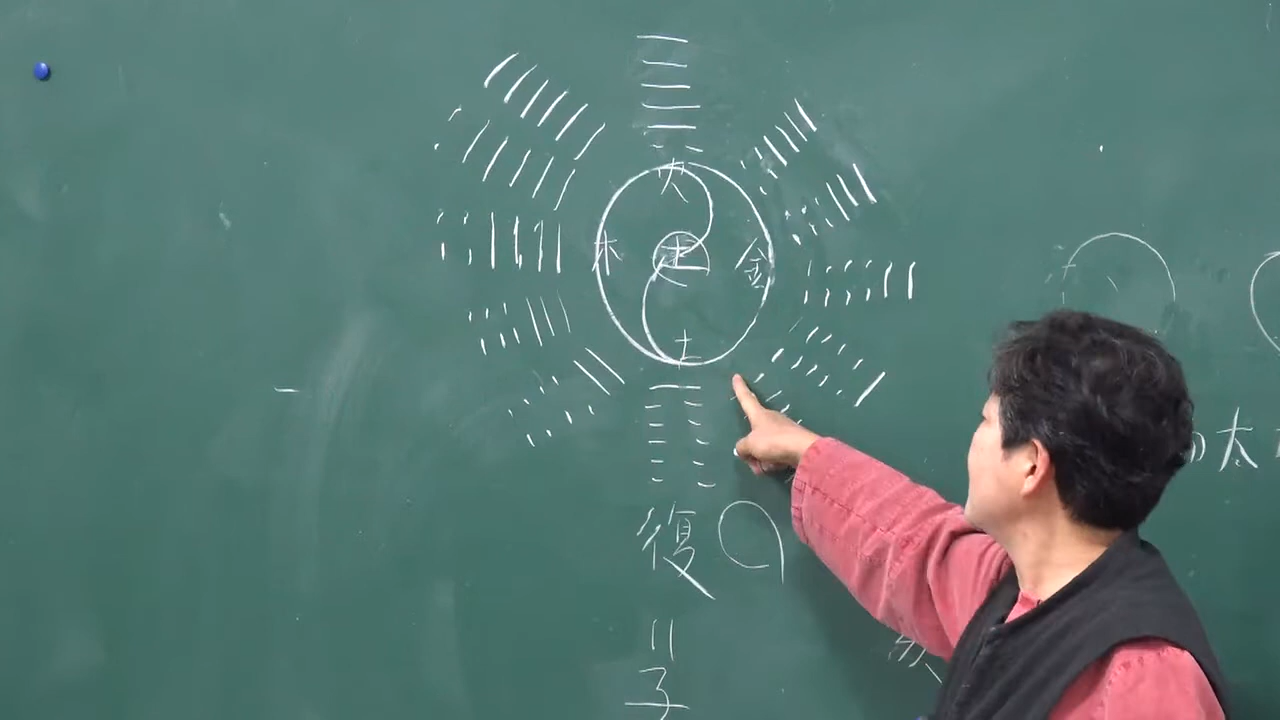 火
木 土 金
土
復
子
太